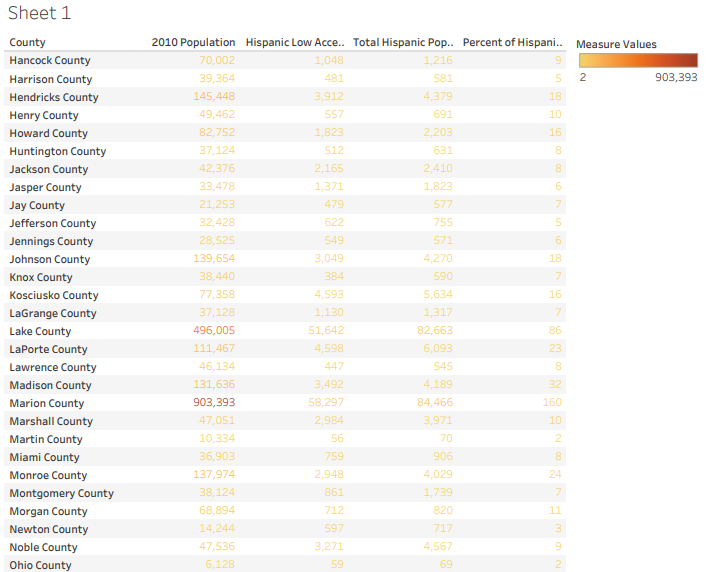 Sheet 1
County 2010 Population Hispanic Low Acce.. Total Hispanic Pop.. Percent of Hispani.. Measure Values
Hancock County 70,002 1,048 1,216 9
Harrison County 39,364 481 581 5
2 903,393
Hendricks County 145,448 3,912 4,379 18
Henry County 49,462 557 691 10
Howard County 82,752 1,823 2,203 16
Huntington County 37,124 512 631 8
Jackson County 42,376 2,165 2,410 8
Jasper County 33,478 1,371 1,823 6
Jay County 21,253 479 577 7
Jefferson County 32,428 622 755 5
Jennings County 28,525 549 571 6
Johnson County 139,654 3,049 4,270 18
Knox County 38,440 384 590 7
Kosciusko County 77,358 4,593 5,634 16
LaGrange County 37,128 1,130 1,317 7
Lake County 496,005 51,642 82,663 86
LaPorte County 111,467 4,598 6,093 23
Lawrence County 46,134 447 545 8
Madison County 131,636 3,492 4,189 32
Marion County 903,393 58,297 84,466 160
Marshall County 47,051 2,984 3,971 10
Martin County 10,334 56 70 2
Miami County 36,903 759 906 8
Monroe County 137,974 2,948 4,029 24
Montgomery County 38,124 861 1,739 7
Morgan County 68,894 712 820 11
Newton County 14,244 597 717 3
Noble County 47,536 3,271 4,567 9
Ohio County 6,128 59 69 2